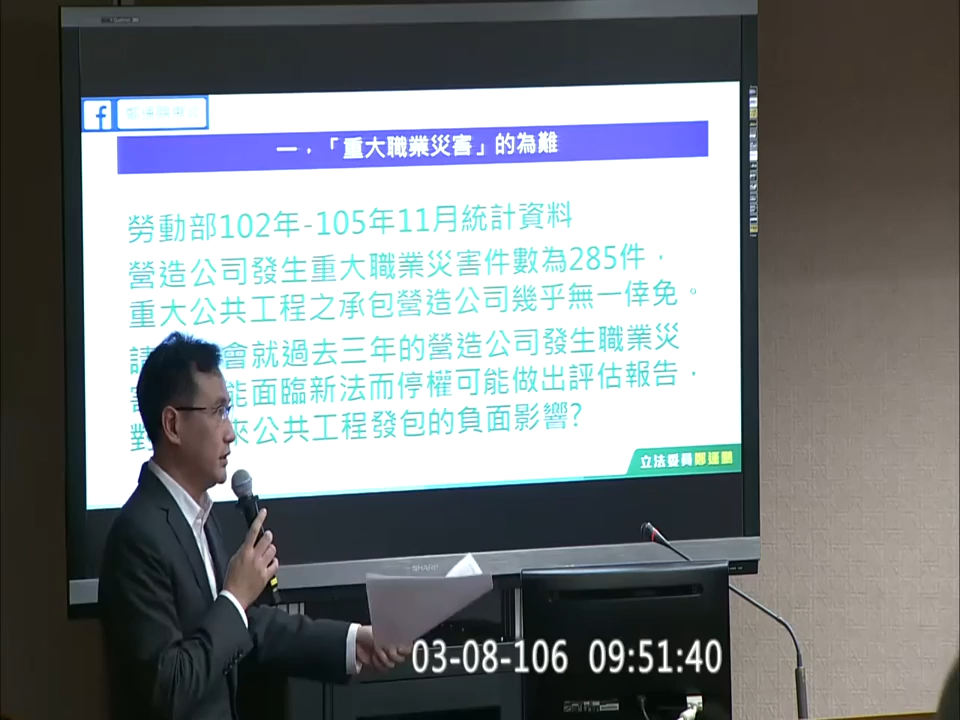 一.「重大職業災害」的為難
勞動部102年-105年11月統計資料
營造公司發生重大職業災害件數為285件，
重大公共工程之承包營造公司幾乎無一倖免。
請 會就過去三年的營造公司發生職業災
能面臨新法而停權可能做出評估報告，
對 來公共工程發包的負面影響?
立法委員鄭運鵬
SHARP
03-08-106 09:51:40